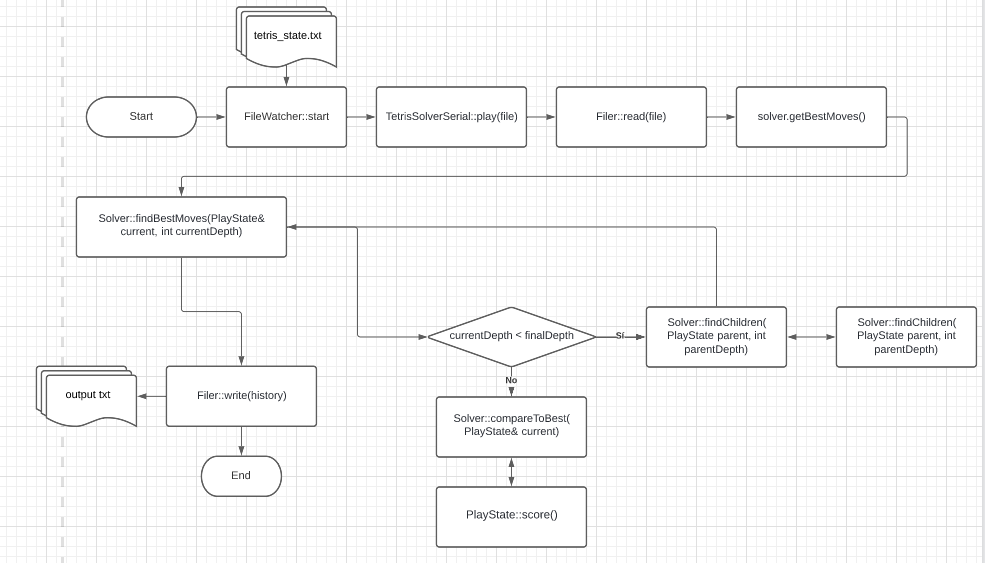 tetris_state.txt
Start
FileWatcher::start
TetrisSolverSerial::play(file)
Filer::read(file)
solver.getBestMoves()
Solver::findBestMoves(PlayState&
current, int currentDepth)
currentDepth < finalDepth
Sí
Solver::findChildren(
PlayState parent, int
parentDepth)
Solver::findChildren(
PlayState parent, int
parentDepth)
No
output txt
Filer::write(history)
Solver::compareToBest(
PlayState& current)
End
PlayState::score()